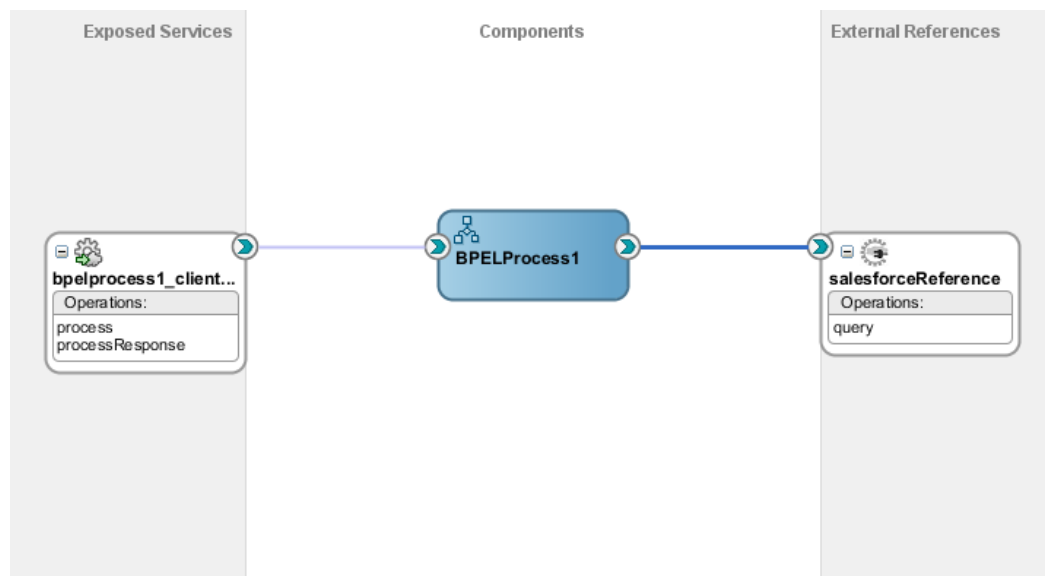 Exposed Services
Components
External References
bpelprocess1_client...
Operations:
process
processResponse
BPELProcess1
salesforceReference
Operations:
query